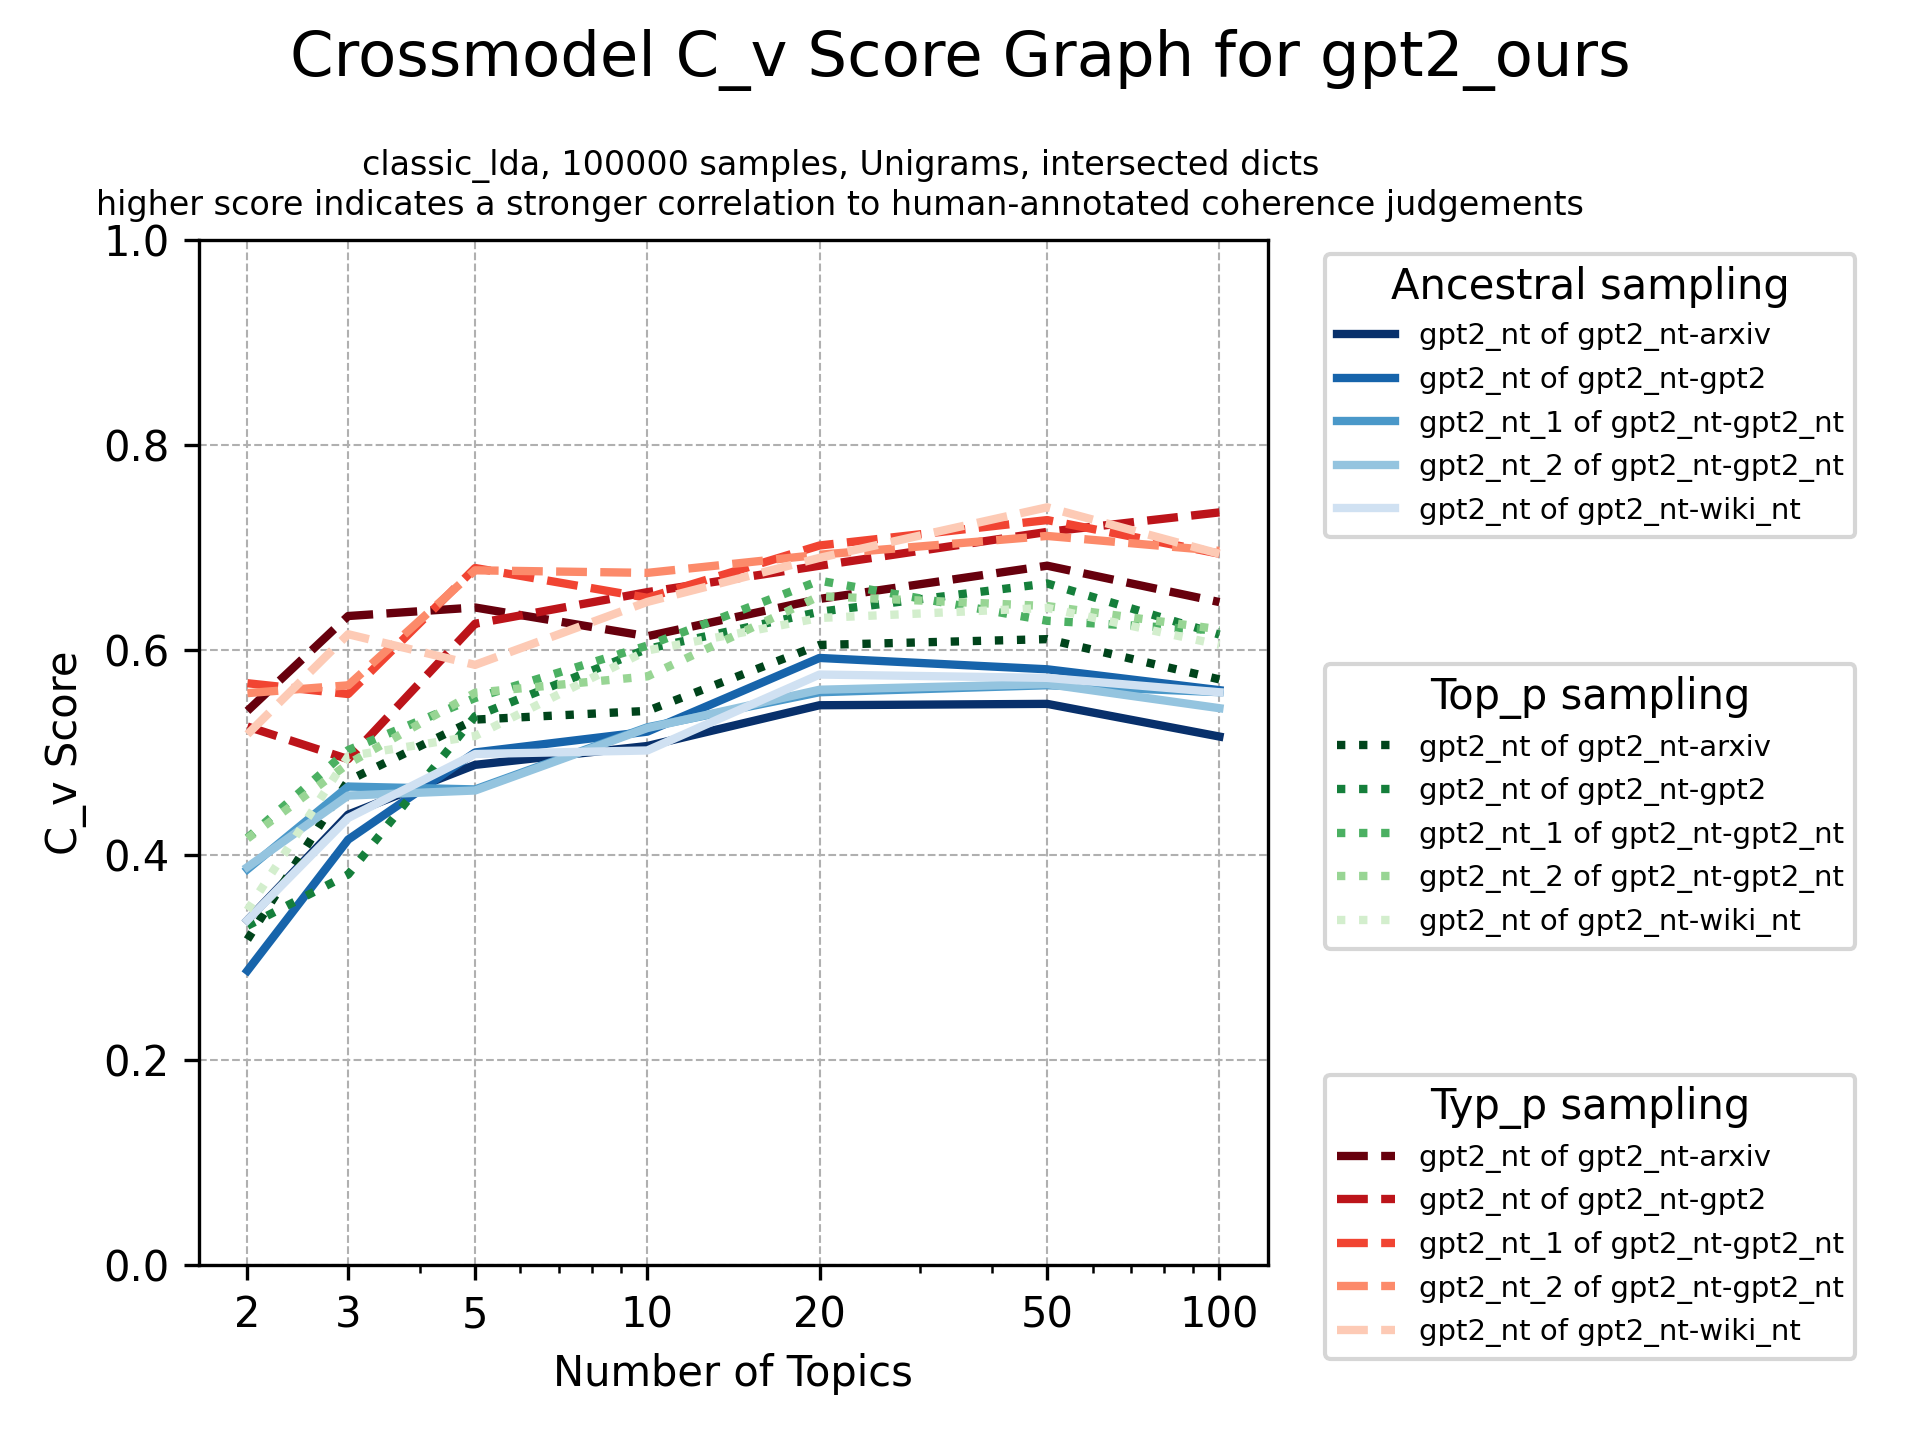 Crossmodel C_v Score Graph for gpt2_ours
classic_lda, 100000 samples, Unigrams, intersected dicts
higher score indicates a stronger correlation to human-annotated coherence judgements
C_v Score
1.0
0.8
0.6
0.4
0.2
0.0
2 3 5 10 20 50 100
Number of Topics
Ancestral sampling
gpt2_nt of gpt2_nt-arxiv
gpt2_nt of gpt2_nt-gpt2
gpt2_nt_1 of gpt2_nt-gpt2_nt
gpt2_nt_2 of gpt2_nt-gpt2_nt
gpt2_nt of gpt2_nt-wiki_nt
Top_p sampling
gpt2_nt of gpt2_nt-arxiv
gpt2_nt of gpt2_nt-gpt2
gpt2_nt_1 of gpt2_nt-gpt2_nt
gpt2_nt_2 of gpt2_nt-gpt2_nt
gpt2_nt of gpt2_nt-wiki_nt
Typ_p sampling
gpt2_nt of gpt2_nt-arxiv
gpt2_nt of gpt2_nt-gpt2
gpt2_nt_1 of gpt2_nt-gpt2_nt
gpt2_nt_2 of gpt2_nt-gpt2_nt
gpt2_nt of gpt2_nt-wiki_nt